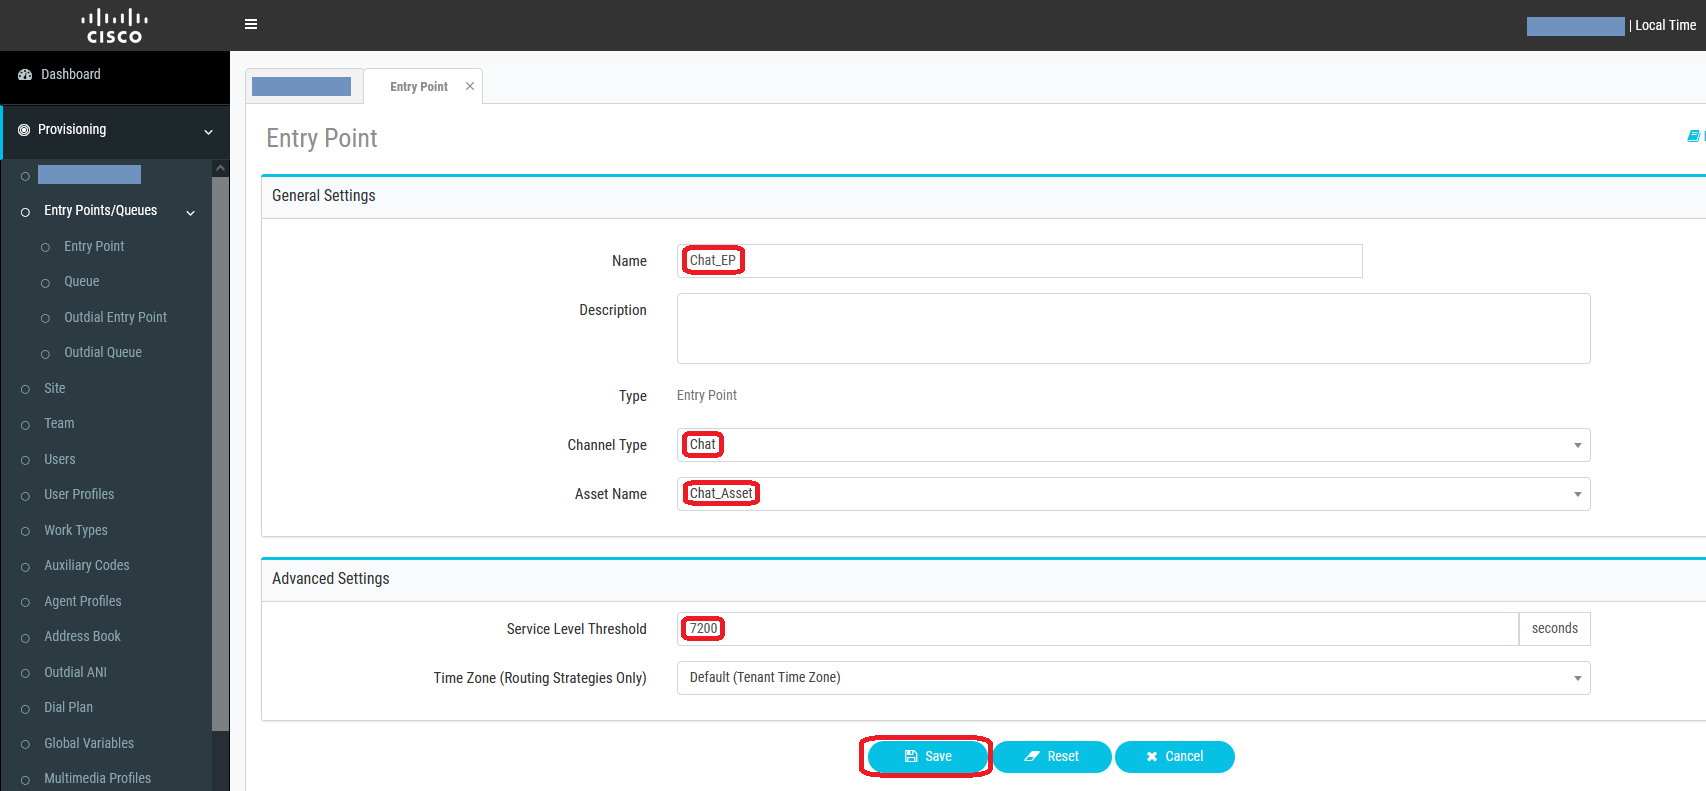 CISCO
| Local Time
Dashboard
Provisioning
Entry Points/Queues
Entry Point
Queue
Outdial Entry Point
Outdial Queue
Site
Team
Users
User Profiles
Work Types
Auxiliary Codes
Agent Profiles
Address Book
Outdial ANI
Dial Plan
Global Variables
Multimedia Profiles
Entry Point
Entry Point
General Settings
Name Chat_EP
Description
Type Entry Point
Channel Type Chat
Asset Name Chat_Asset
Advanced Settings
Service Level Threshold 7200 seconds
Time Zone (Routing Strategies Only) Default (Tenant Time Zone)
Save Reset Cancel